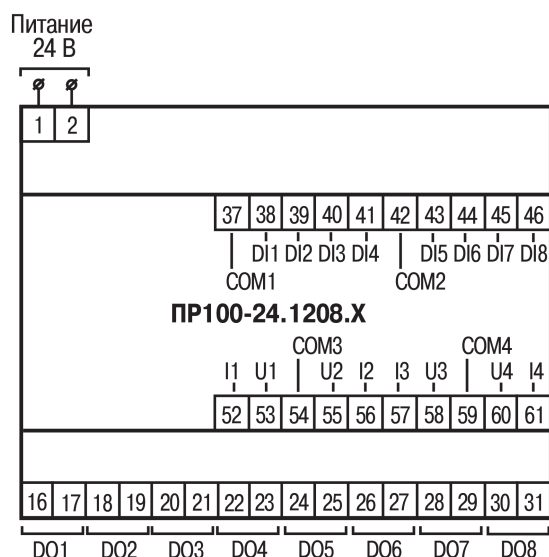 Питание
24 В
1 2
37 38 39 40 41 42 43 44 45 46
DI1 DI2 DI3 DI4 DI5 DI6 DI7 DI8
COM1 COM2
ПР100-24.1208.X
COM3 COM4
I1 U1 U2 I2 I3 U3 U4 I4
52 53 54 55 56 57 58 59 60 61
16 17 18 19 20 21 22 23 24 25 26 27 28 29 30 31
DO1 DO2 DO3 DO4 DO5 DO6 DO7 DO8